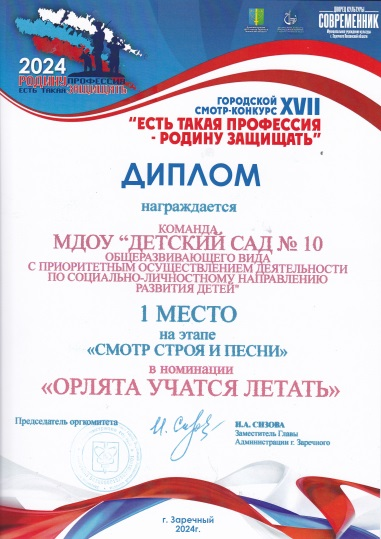 2024
ЕСТЬ ТАКАЯ ПРОФЕССИЯ
РОДИНУ ЗАЩИЩАТЬ
ДВОРЕЦ КУЛЬТУРЫ
СОВРЕМЕННИК
ГОРОДСКОЙ
СМОТР-КОНКУРС XVII
"ЕСТЬ ТАКАЯ ПРОФЕССИЯ
- РОДИНУ ЗАЩИЩАТЬ"
ДИПЛОМ
награждается
КОМАНДА
МДОУ "ДЕТСКИЙ САД № 10
ОБЩЕРАЗВИВАЮЩЕГО ВИДА
С ПРИОРИТЕТНЫМ ОСУЩЕСТВЛЕНИЕМ ДЕЯТЕЛЬНОСТИ
ПО СОЦИАЛЬНО-ЛИЧНОСТНОМУ НАПРАВЛЕНИЮ
РАЗВИТИЯ ДЕТЕЙ"
1 МЕСТО
на этапе
«СМОТР СТРОЯ И ПЕСНИ»
в номинации
«ОРЛЯТА УЧАТСЯ ЛЕТАТЬ»
Председатель оргкомитета
И.А. СИЗОВА
Заместитель Главы
Администрации г. Заречного
г. Заречный
2024г.